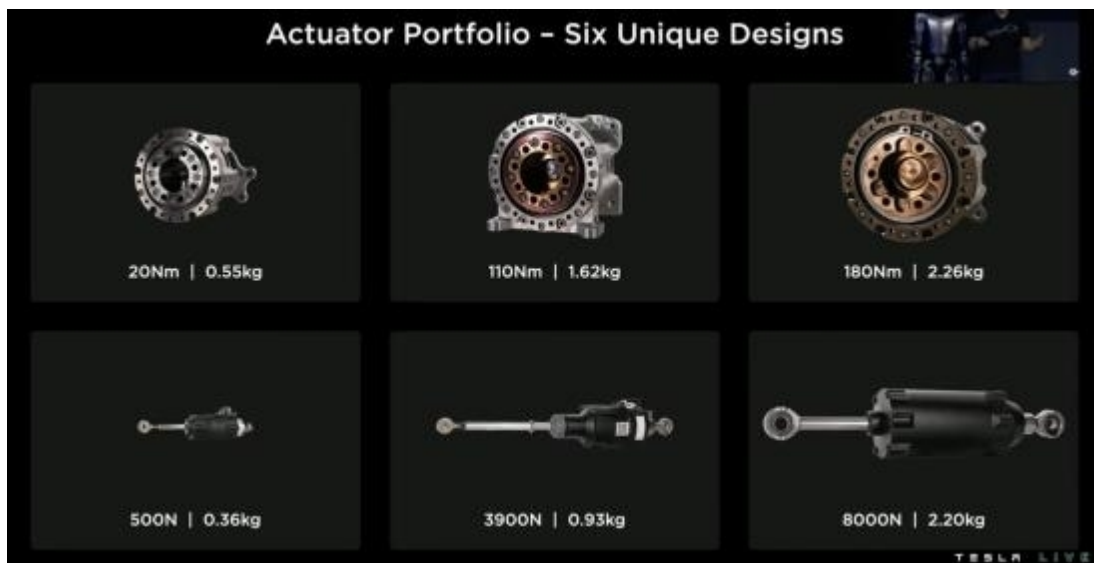 Actuator Portfolio – Six Unique Designs
20Nm | 0.55kg
110Nm | 1.62kg
180Nm | 2.26kg
500N | 0.36kg
3900N | 0.93kg
8000N | 2.20kg
TESLA LIVE